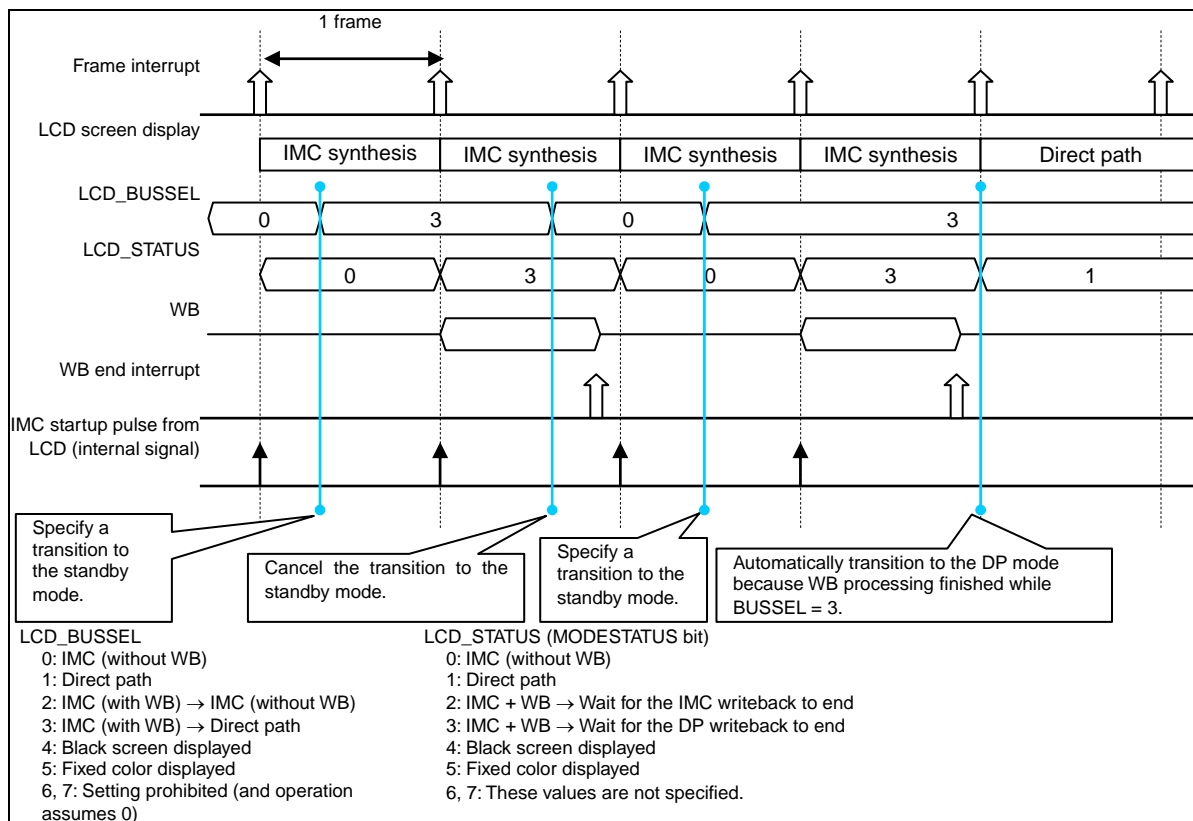 1 frame
Frame interrupt
LCD screen display
IMC synthesis IMC synthesis IMC synthesis IMC synthesis Direct path
LCD_BUSSEL
0 3 0 3
LCD_STATUS
0 3 0 3 1
WB
WB end interrupt
IMC startup pulse from
LCD (internal signal)
Specify a
transition to
the standby
mode.
Cancel the transition to the
standby mode.
Specify a
transition to the
standby mode.
Automatically transition to the DP mode
because WB processing finished while
BUSSEL = 3.
LCD_BUSSEL
0: IMC (without WB)
1: Direct path
2: IMC (with WB) → IMC (without WB)
3: IMC (with WB) → Direct path
4: Black screen displayed
5: Fixed color displayed
6, 7: Setting prohibited (and operation
assumes 0)
LCD_STATUS (MODESTATUS bit)
0: IMC (without WB)
1: Direct path
2: IMC + WB → Wait for the IMC writeback to end
3: IMC + WB → Wait for the DP writeback to end
4: Black screen displayed
5: Fixed color displayed
6, 7: These values are not specified.